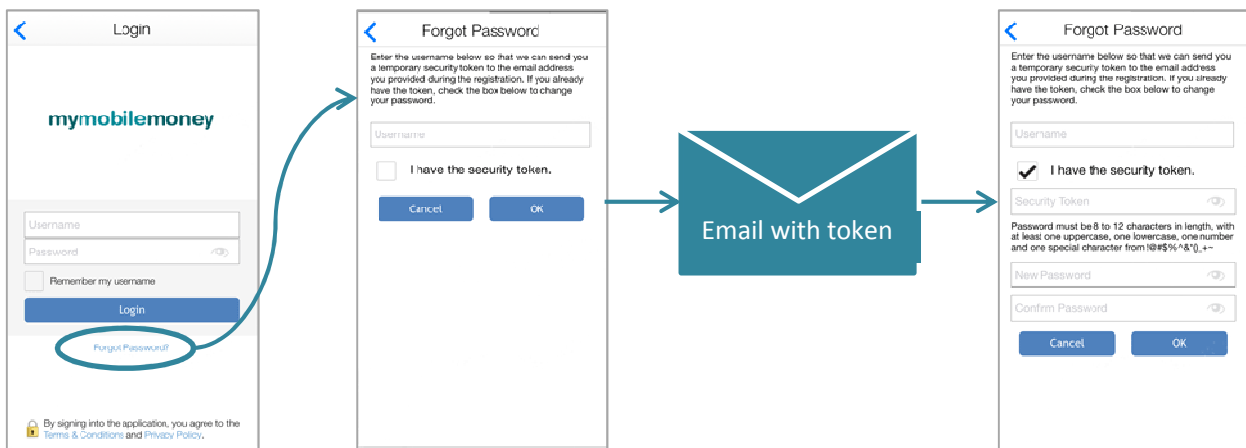 Login
mymobilemoney
Username
Password
Remember my username
Login
Forgot Password?
By signing into the application, you agree to the
Terms & Conditions and Privacy Policy.
Forgot Password
Enter the username below so that we can send you
a temporary security token to the email address
you provided during the registration. If you already
have the token, check the box below to change
your password.
Username
I have the security token.
Cancel
OK
Email with token
Forgot Password
Enter the username below so that we can send you
a temporary security token to the email address
you provided during the registration. If you already
have the token, check the box below to change
your password.
Username
I have the security token.
Security Token
Password must be 8 to 12 characters in length, with
at least one uppercase, one lowercase, one number
and one special character from !@#$%^&*()_+~
New Password
Confirm Password
Cancel
OK